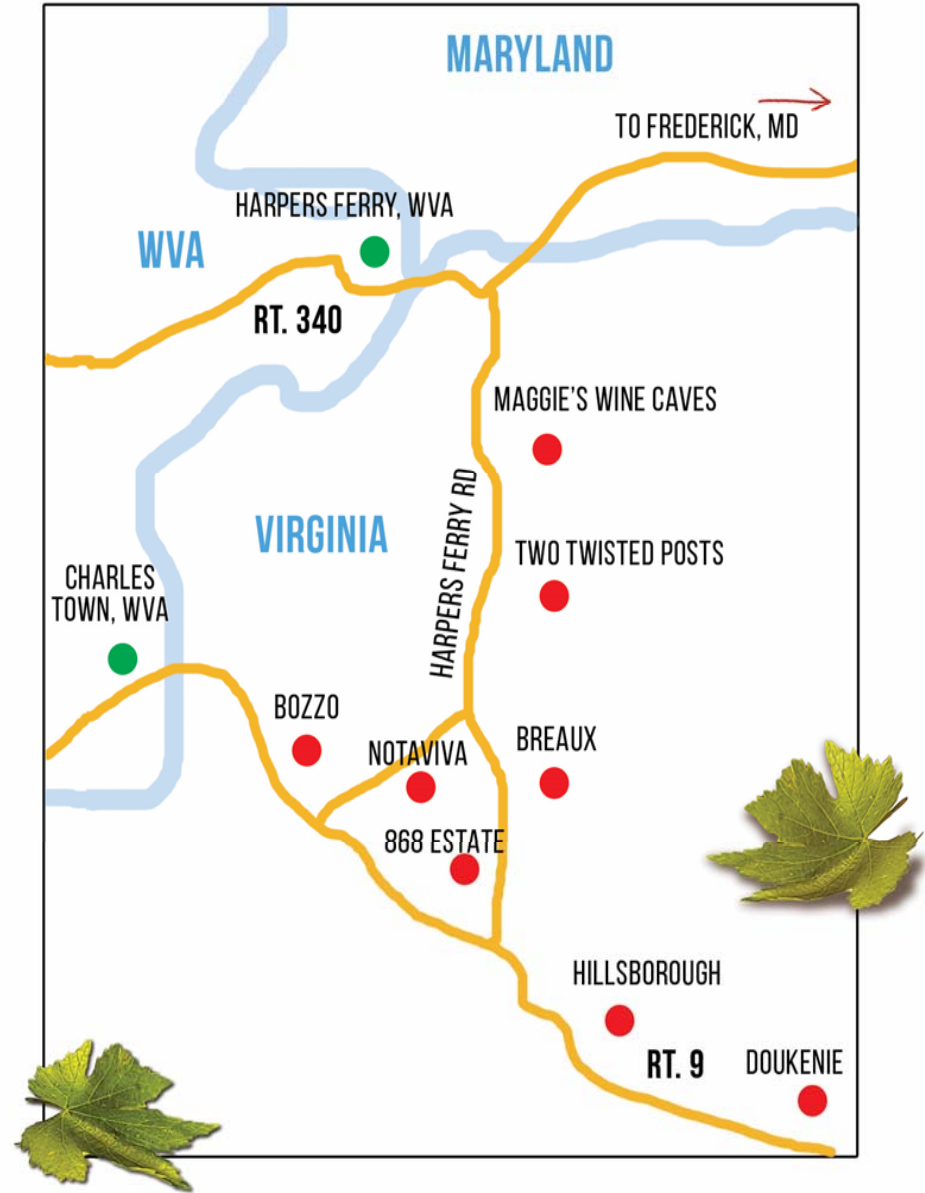 MARYLAND
TO FREDERICK, MD
HARPERS FERRY, WVA
WVA
RT. 340
MAGGIE'S WINE CAVES
HARPERS FERRY RD
VIRGINIA
TWO TWISTED POSTS
CHARLES
TOWN, WVA
BOZZO
NOTAVIVA
BREAUX
868 ESTATE
HILLSBOROUGH
RT. 9
DOUKENIE